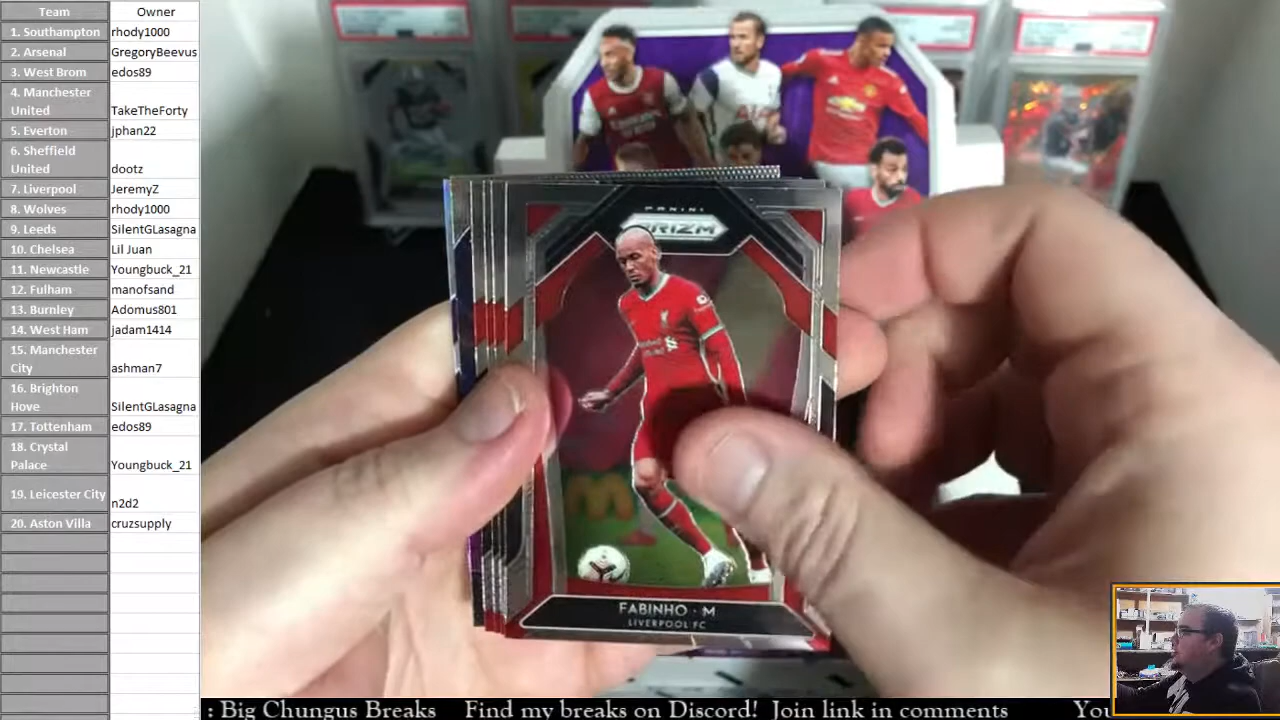 Team Owner
1. Southampton rhody1000
2. Arsenal GregoryBeevus
3. West Brom edos89
4. Manchester
United TakeTheForty
5. Everton jphan22
6. Sheffield
United dootz
7. Liverpool JeremyZ
8. Wolves rhody1000
9. Leeds SilentGLasagna
10. Chelsea Lil Juan
11. Newcastle Youngbuck_21
12. Fulham manofsand
13. Burnley Adomus801
14. West Ham jadam1414
15. Manchester
City ashman7
16. Brighton
Hove SilentGLasagna
17. Tottenham edos89
18. Crystal
Palace Youngbuck_21
19. Leicester City n2d2
20. Aston Villa cruzsupply
PANINI
PRIZM
FABINHO · M
LIVERPOOL FC
: Big Chungus Breaks Find my breaks on Discord! Join link in comments You